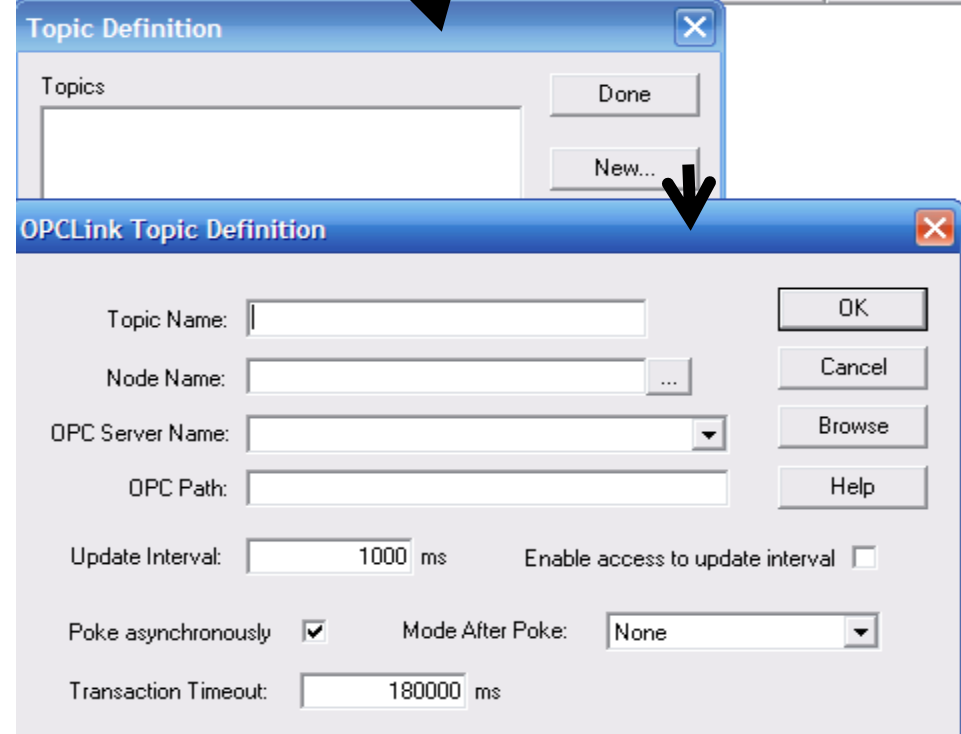 Topic Definition
Topics
Done
New...
OPCLink Topic Definition
Topic Name:
OK
Node Name:
...
Cancel
OPC Server Name:
Browse
OPC Path:
Help
Update Interval: 1000 ms Enable access to update interval
Poke asynchronously Mode After Poke: None
Transaction Timeout: 180000 ms